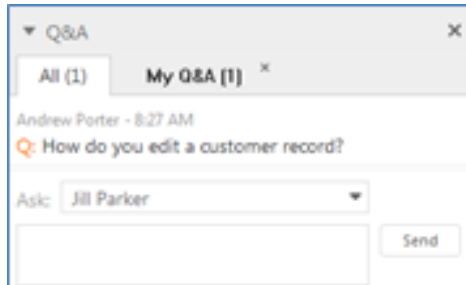 Q&A
All (1) My Q&A (1)
Andrew Porter - 8:27 AM
Q: How do you edit a customer record?
Ask: Jill Parker
Send